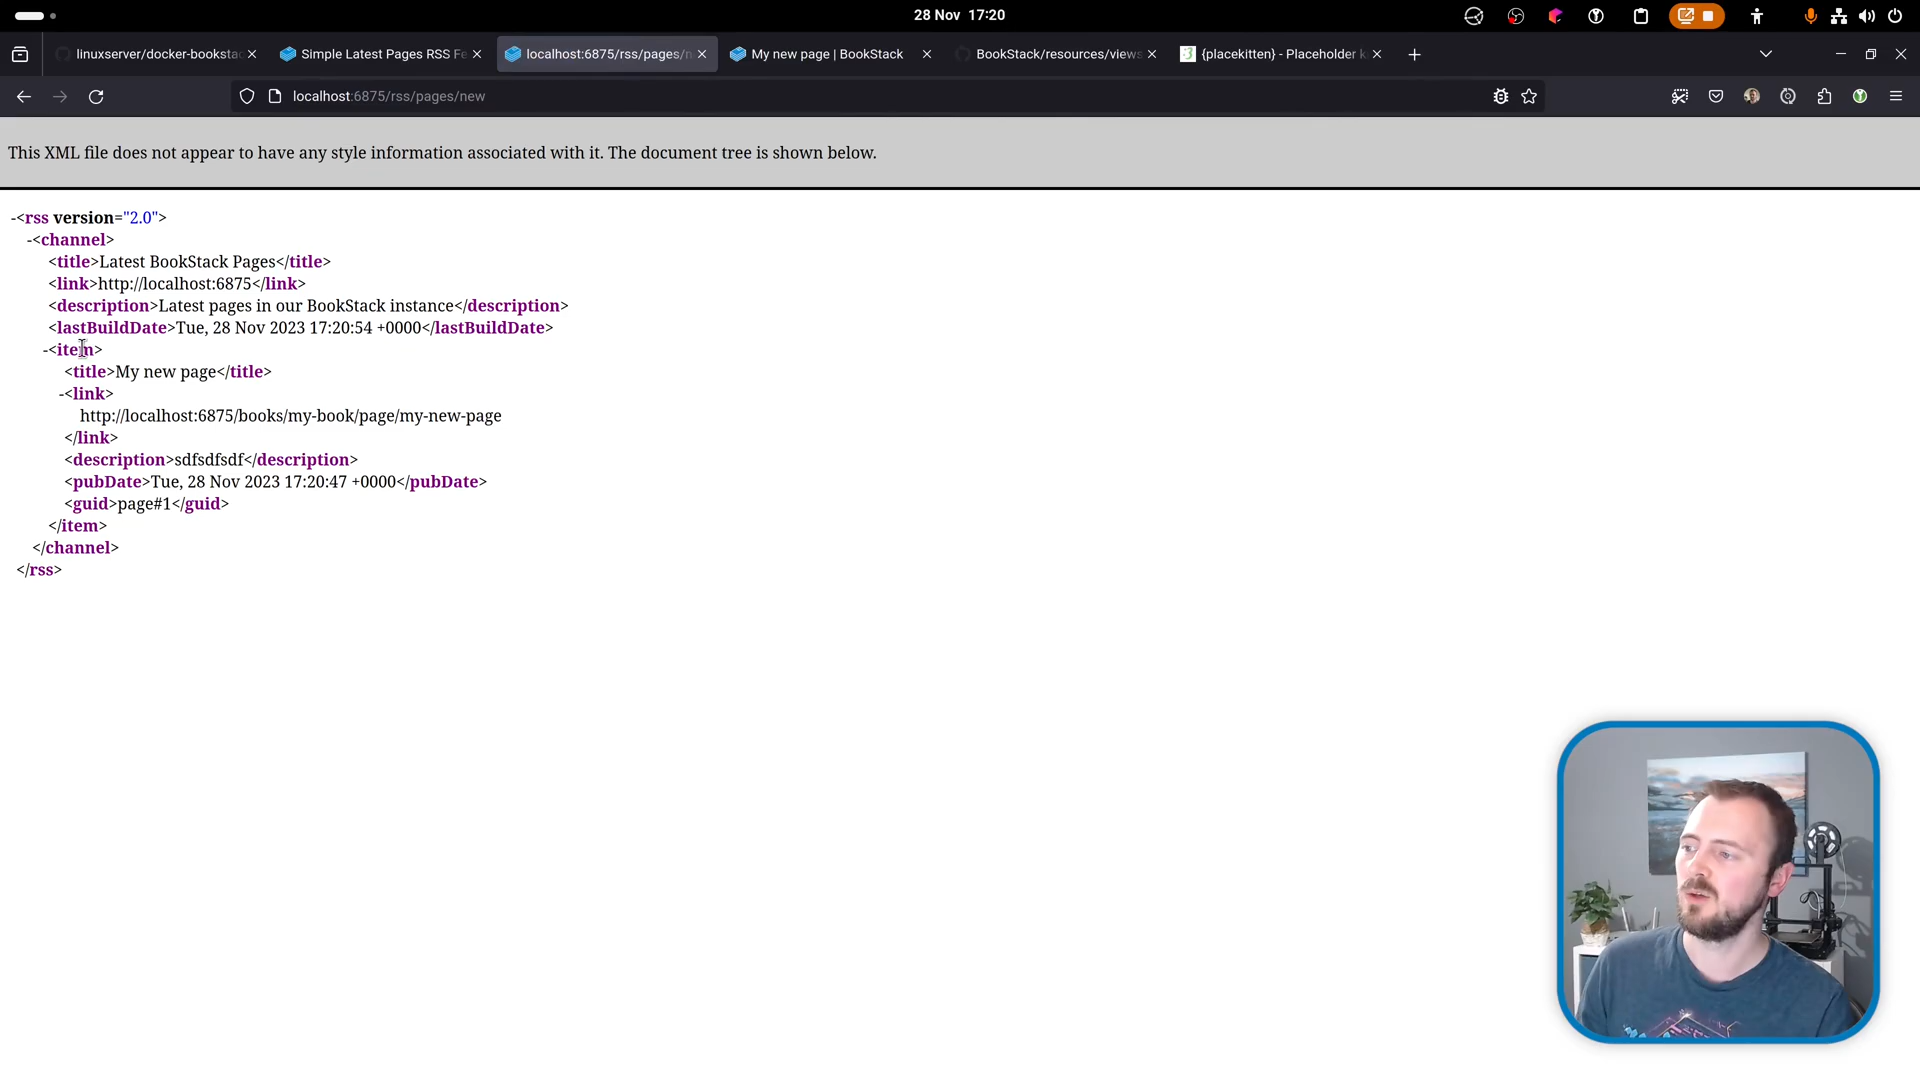 28 Nov 17:20
linuxserver/docker-booksta
Simple Latest Pages RSS Fe
localhost:6875/rss/pages/n
My new page | BookStack
BookStack/resources/views
{placekitten} - Placeholder k
localhost:6875/rss/pages/new
This XML file does not appear to have any style information associated with it. The document tree is shown below.
-<rss version="2.0">
-<channel>
<title>Latest BookStack Pages</title>
<link>http://localhost:6875</link>
<description>Latest pages in our BookStack instance</description>
<lastBuildDate>Tue, 28 Nov 2023 17:20:54 +0000</lastBuildDate>
-<item>
<title>My new page</title>
-<link>
http://localhost:6875/books/my-book/page/my-new-page
</link>
<description>sdfsdfsdf</description>
<pubDate>Tue, 28 Nov 2023 17:20:47 +0000</pubDate>
<guid>page#1</guid>
</item>
</channel>
</rss>